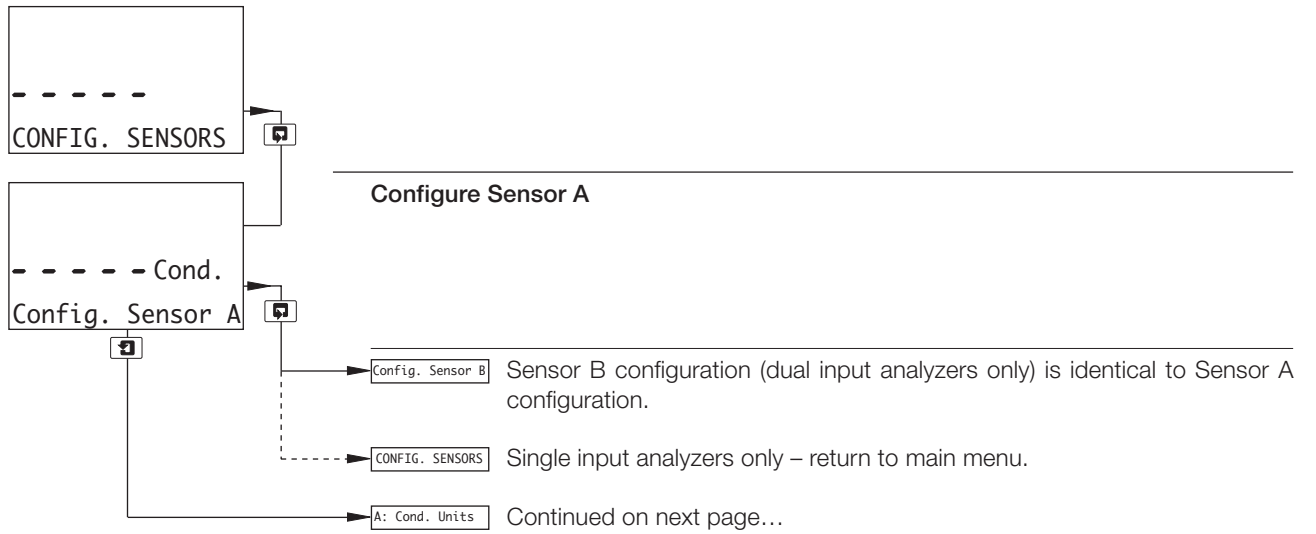 - - - - -
CONFIG. SENSORS
Configure Sensor A
- - - - - Cond.
Config. Sensor A
Config. Sensor B
Sensor B configuration (dual input analyzers only) is identical to Sensor A
configuration.
CONFIG. SENSORS
Single input analyzers only – return to main menu.
A: Cond. Units
Continued on next page…